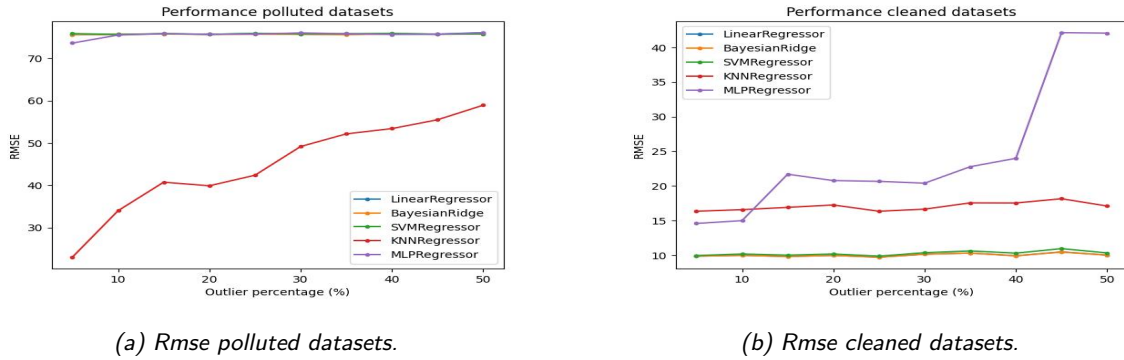 Performance polluted datasets
RMSE
70
60
50
40
30
10
20
30
40
50
Outlier percentage (%)
LinearRegressor
BayesianRidge
SVMRegressor
KNNRegressor
MLPRegressor
(a) Rmse polluted datasets.
Performance cleaned datasets
RMSE
40
35
30
25
20
15
10
10
20
30
40
50
Outlier percentage (%)
LinearRegressor
BayesianRidge
SVMRegressor
KNNRegressor
MLPRegressor
(b) Rmse cleaned datasets.